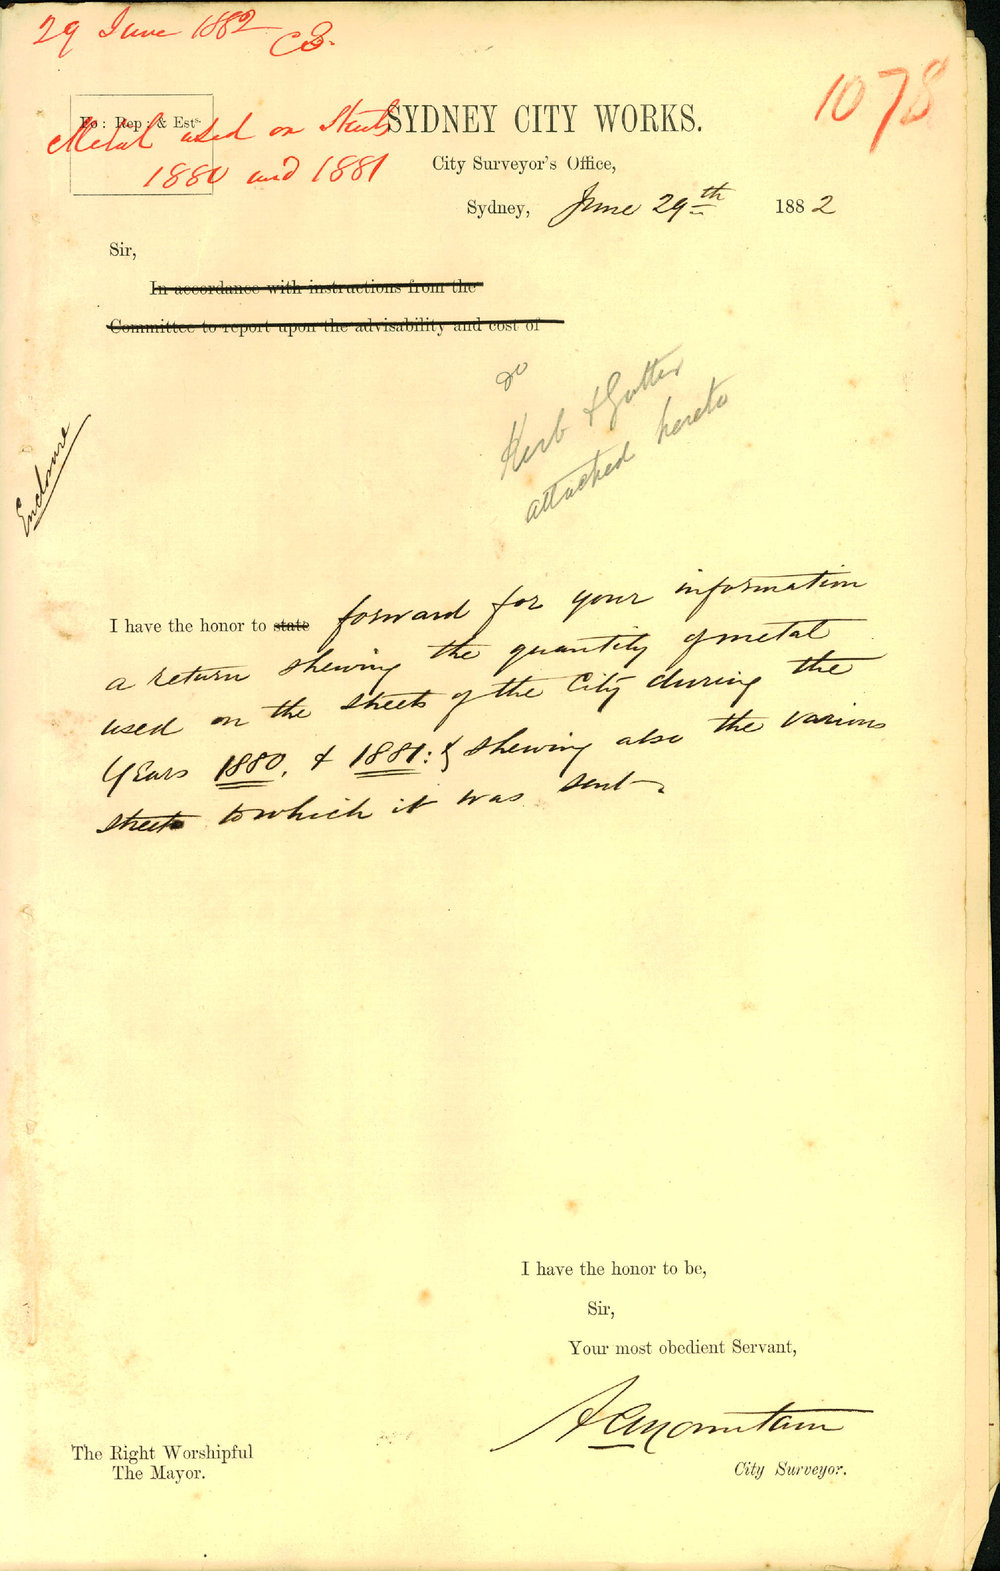 29 June 1882
1078
Fo: Rep: & Ests.
Metal used on Streets
1880 and 1881
SYDNEY CITY WORKS.
City Surveyor's Office,
Sydney, June 29th 1882
Sir,
In accordance with instructions from the
Committee to report upon the advisability and cost of
do
Kerb & Gutter
attached hereto
Enclosure
I have the honor to state forward for your information
a return shewing the quantity of metal
used on the streets of the City during the
Years 1880, & 1881: & shewing also the various
streets to which it was sent.
I have the honor to be,
Sir,
Your most obedient Servant,
A C Mountain
City Surveyor.
The Right Worshipful
The Mayor.